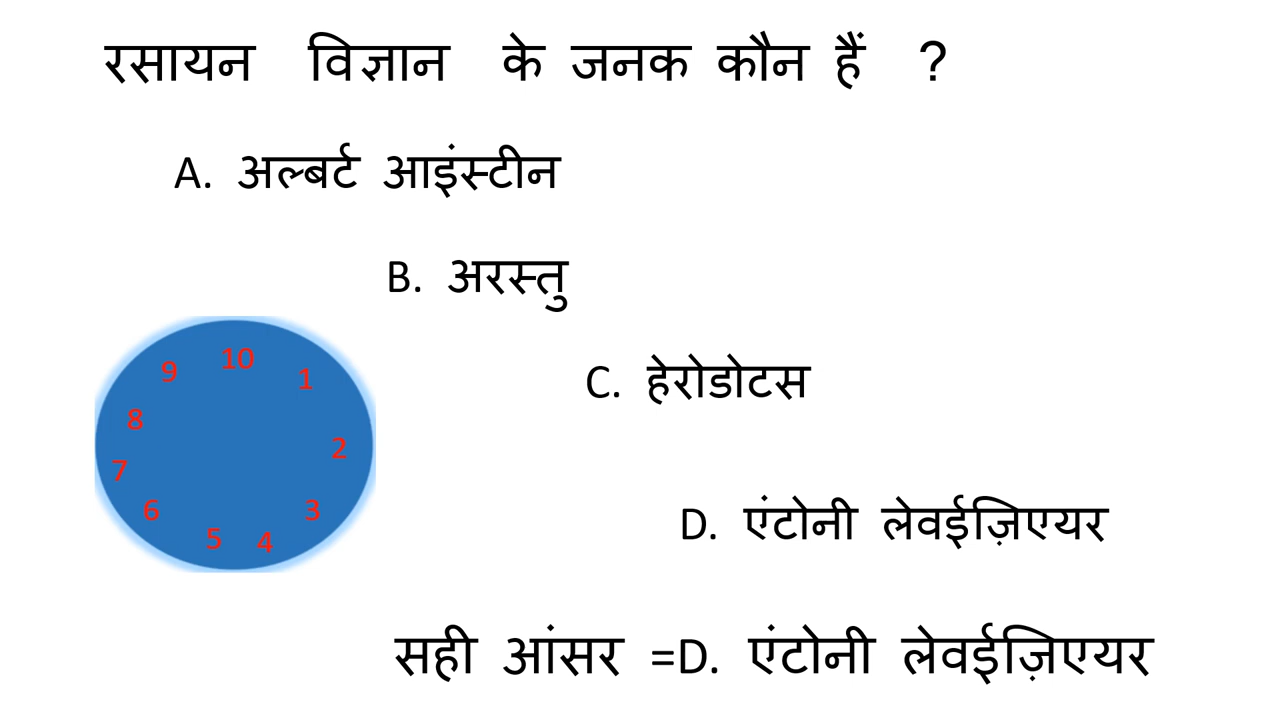 रसायन विज्ञान के जनक कौन हैं ?
A. अल्बर्ट आइंस्टीन
B. अरस्तु
C. हेरोडोटस
10
9
1
8
2
7
6
3
5
4
D. एंटोनी लेवईज़िएयर
सही आंसर =D. एंटोनी लेवईज़िएयर